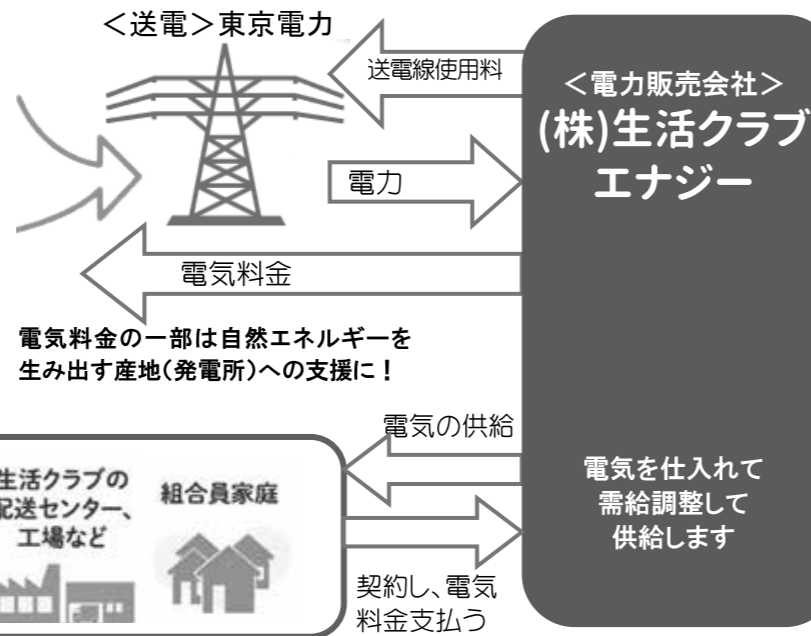 ＜送電＞東京電力
送電線使用料
電力
電気料金
電気料金の一部は自然エネルギーを
生み出す産地(発電所)への支援に！
＜電力販売会社＞
(株)生活クラブ
エナジー
電気を仕入れて
需給調整して
供給します
電気の供給
契約し、電気
料金支払う
生活クラブの
配送センター、
工場など
組合員家庭